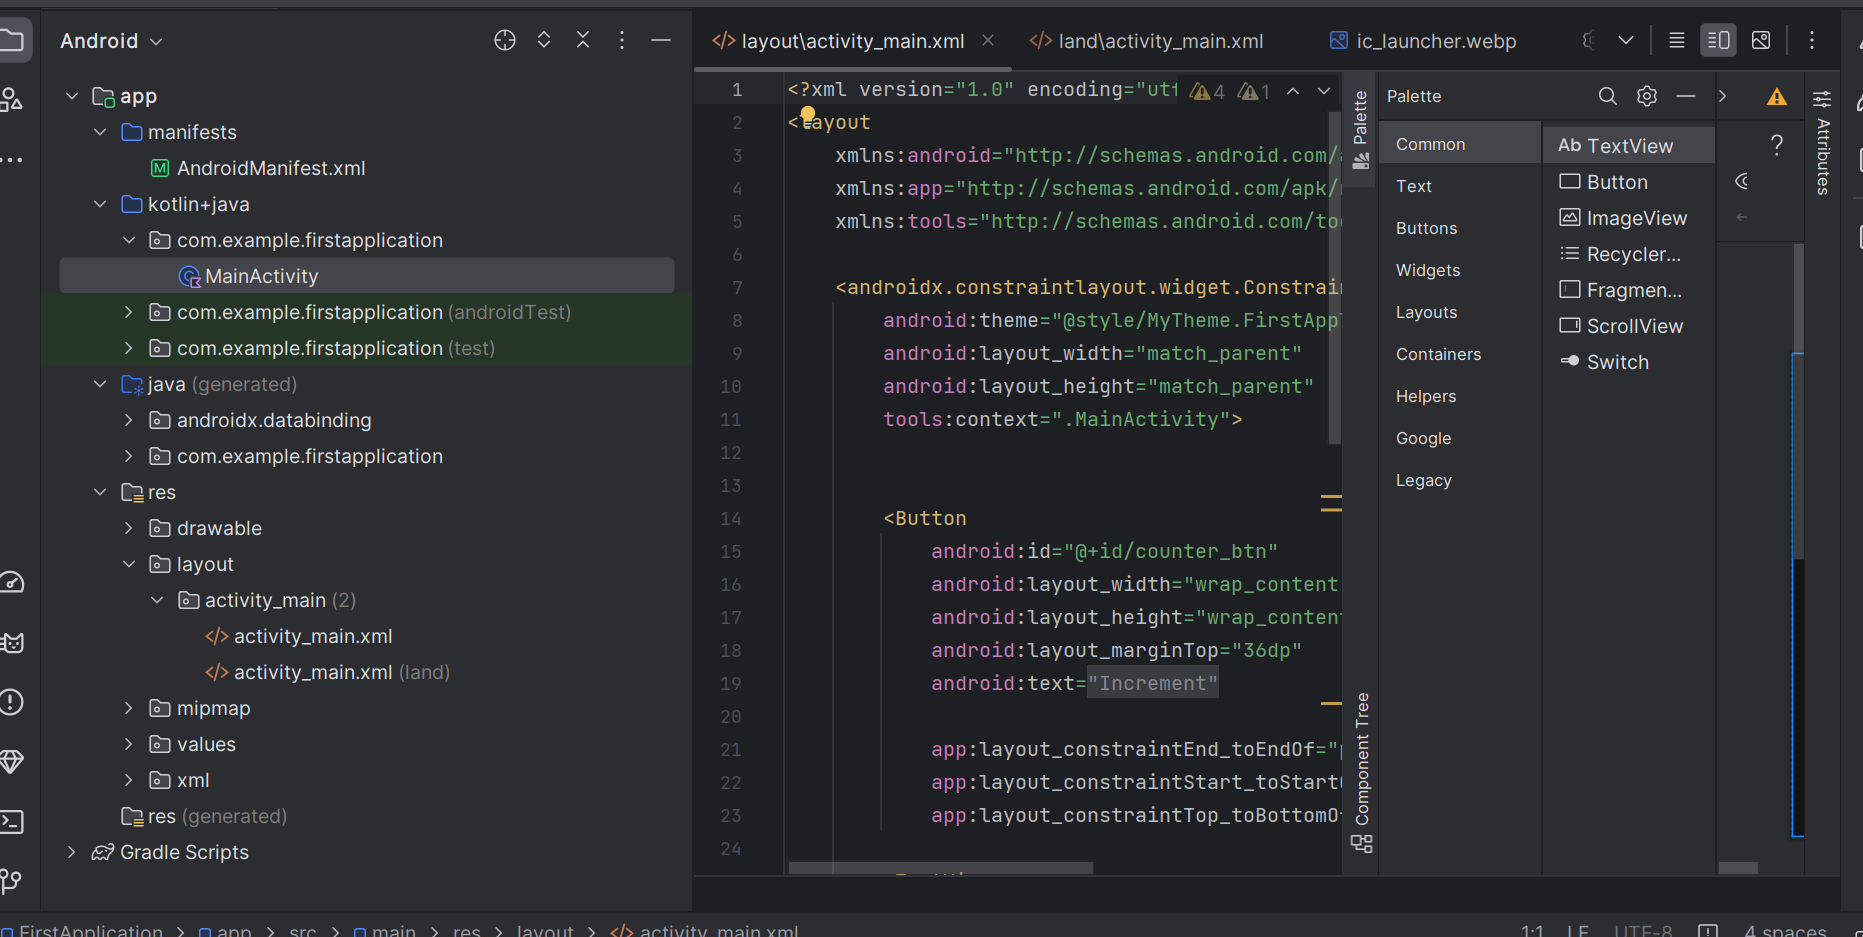 Android
app
manifests
AndroidManifest.xml
kotlin+java
com.example.firstapplication
MainActivity
com.example.firstapplication (androidTest)
com.example.firstapplication (test)
java (generated)
androidx.databinding
com.example.firstapplication
res
drawable
layout
activity_main (2)
activity_main.xml
activity_main.xml (land)
mipmap
values
xml
res (generated)
Gradle Scripts
layout\activity_main.xml
land\activity_main.xml
ic_launcher.webp
4 1
1 <?xml version="1.0" encoding="utf
2 <layout
3 xmlns:android="http://schemas.android.com/a
4 xmlns:app="http://schemas.android.com/apk/
5 xmlns:tools="http://schemas.android.com/to
6
7 <androidx.constraintlayout.widget.Constrai
8 android:theme="@style/MyTheme.FirstApp
9 android:layout_width="match_parent"
10 android:layout_height="match_parent"
11 tools:context=".MainActivity">
12
13
14 <Button
15 android:id="@+id/counter_btn"
16 android:layout_width="wrap_content
17 android:layout_height="wrap_conten
18 android:layout_marginTop="36dp"
19 android:text="Increment"
20
21 app:layout_constraintEnd_toEndOf="p
22 app:layout_constraintStart_toStart
23 app:layout_constraintTop_toBottomO
24
Palette
Component Tree
Palette
Common
Text
Buttons
Widgets
Layouts
Containers
Helpers
Google
Legacy
Ab TextView
Button
ImageView
Recycler...
Fragmen...
ScrollView
Switch
?
Attributes
FirstApplication > app > src > main > res > layout > activity_main.xml
1:1 LF UTF-8 4 spaces